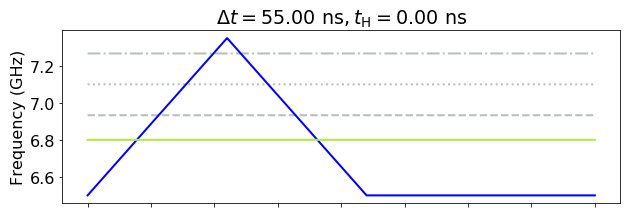 Δt = 55.00 ns, t_H = 0.00 ns
Frequency (GHz)
7.2
7.0
6.8
6.6